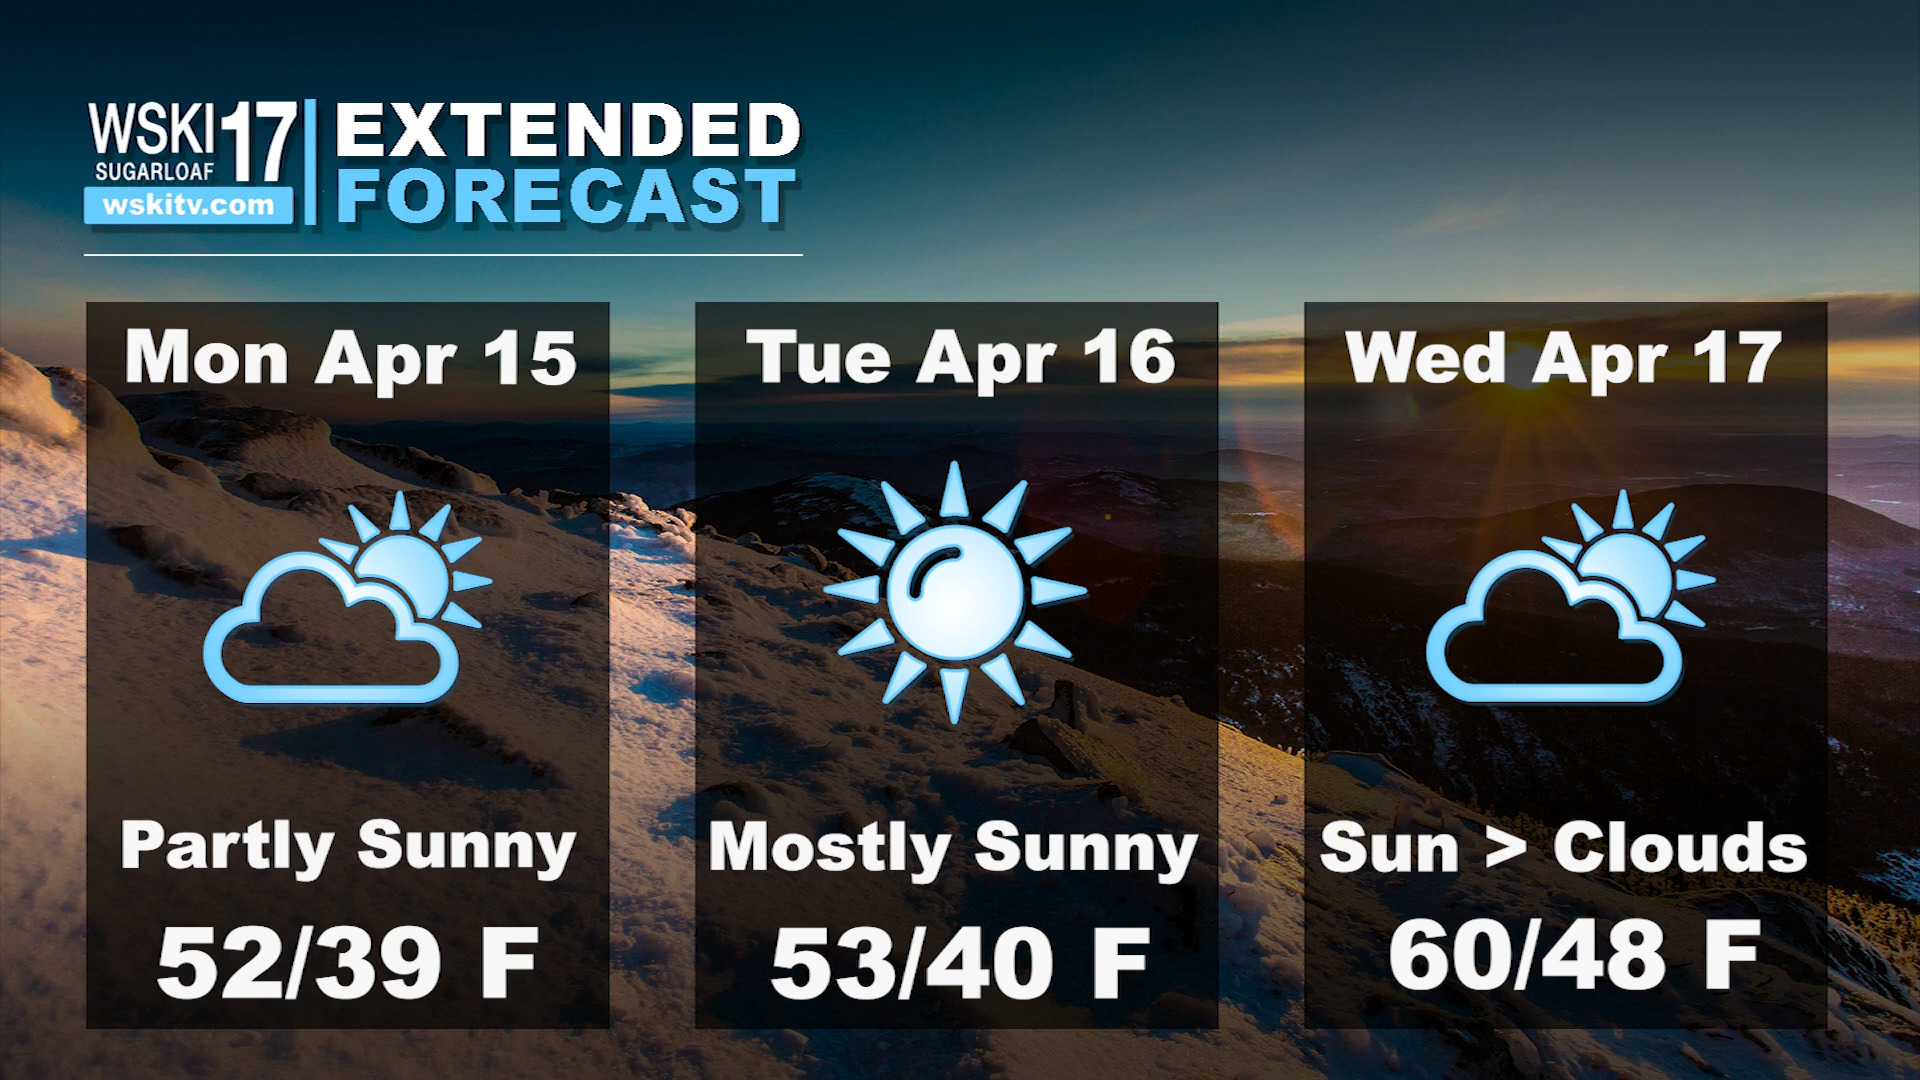 WSKI 17
SUGARLOAF
wskitv.com
EXTENDED
FORECAST
Mon Apr 15
Partly Sunny
52/39 F
Tue Apr 16
Mostly Sunny
53/40 F
Wed Apr 17
Sun > Clouds
60/48 F